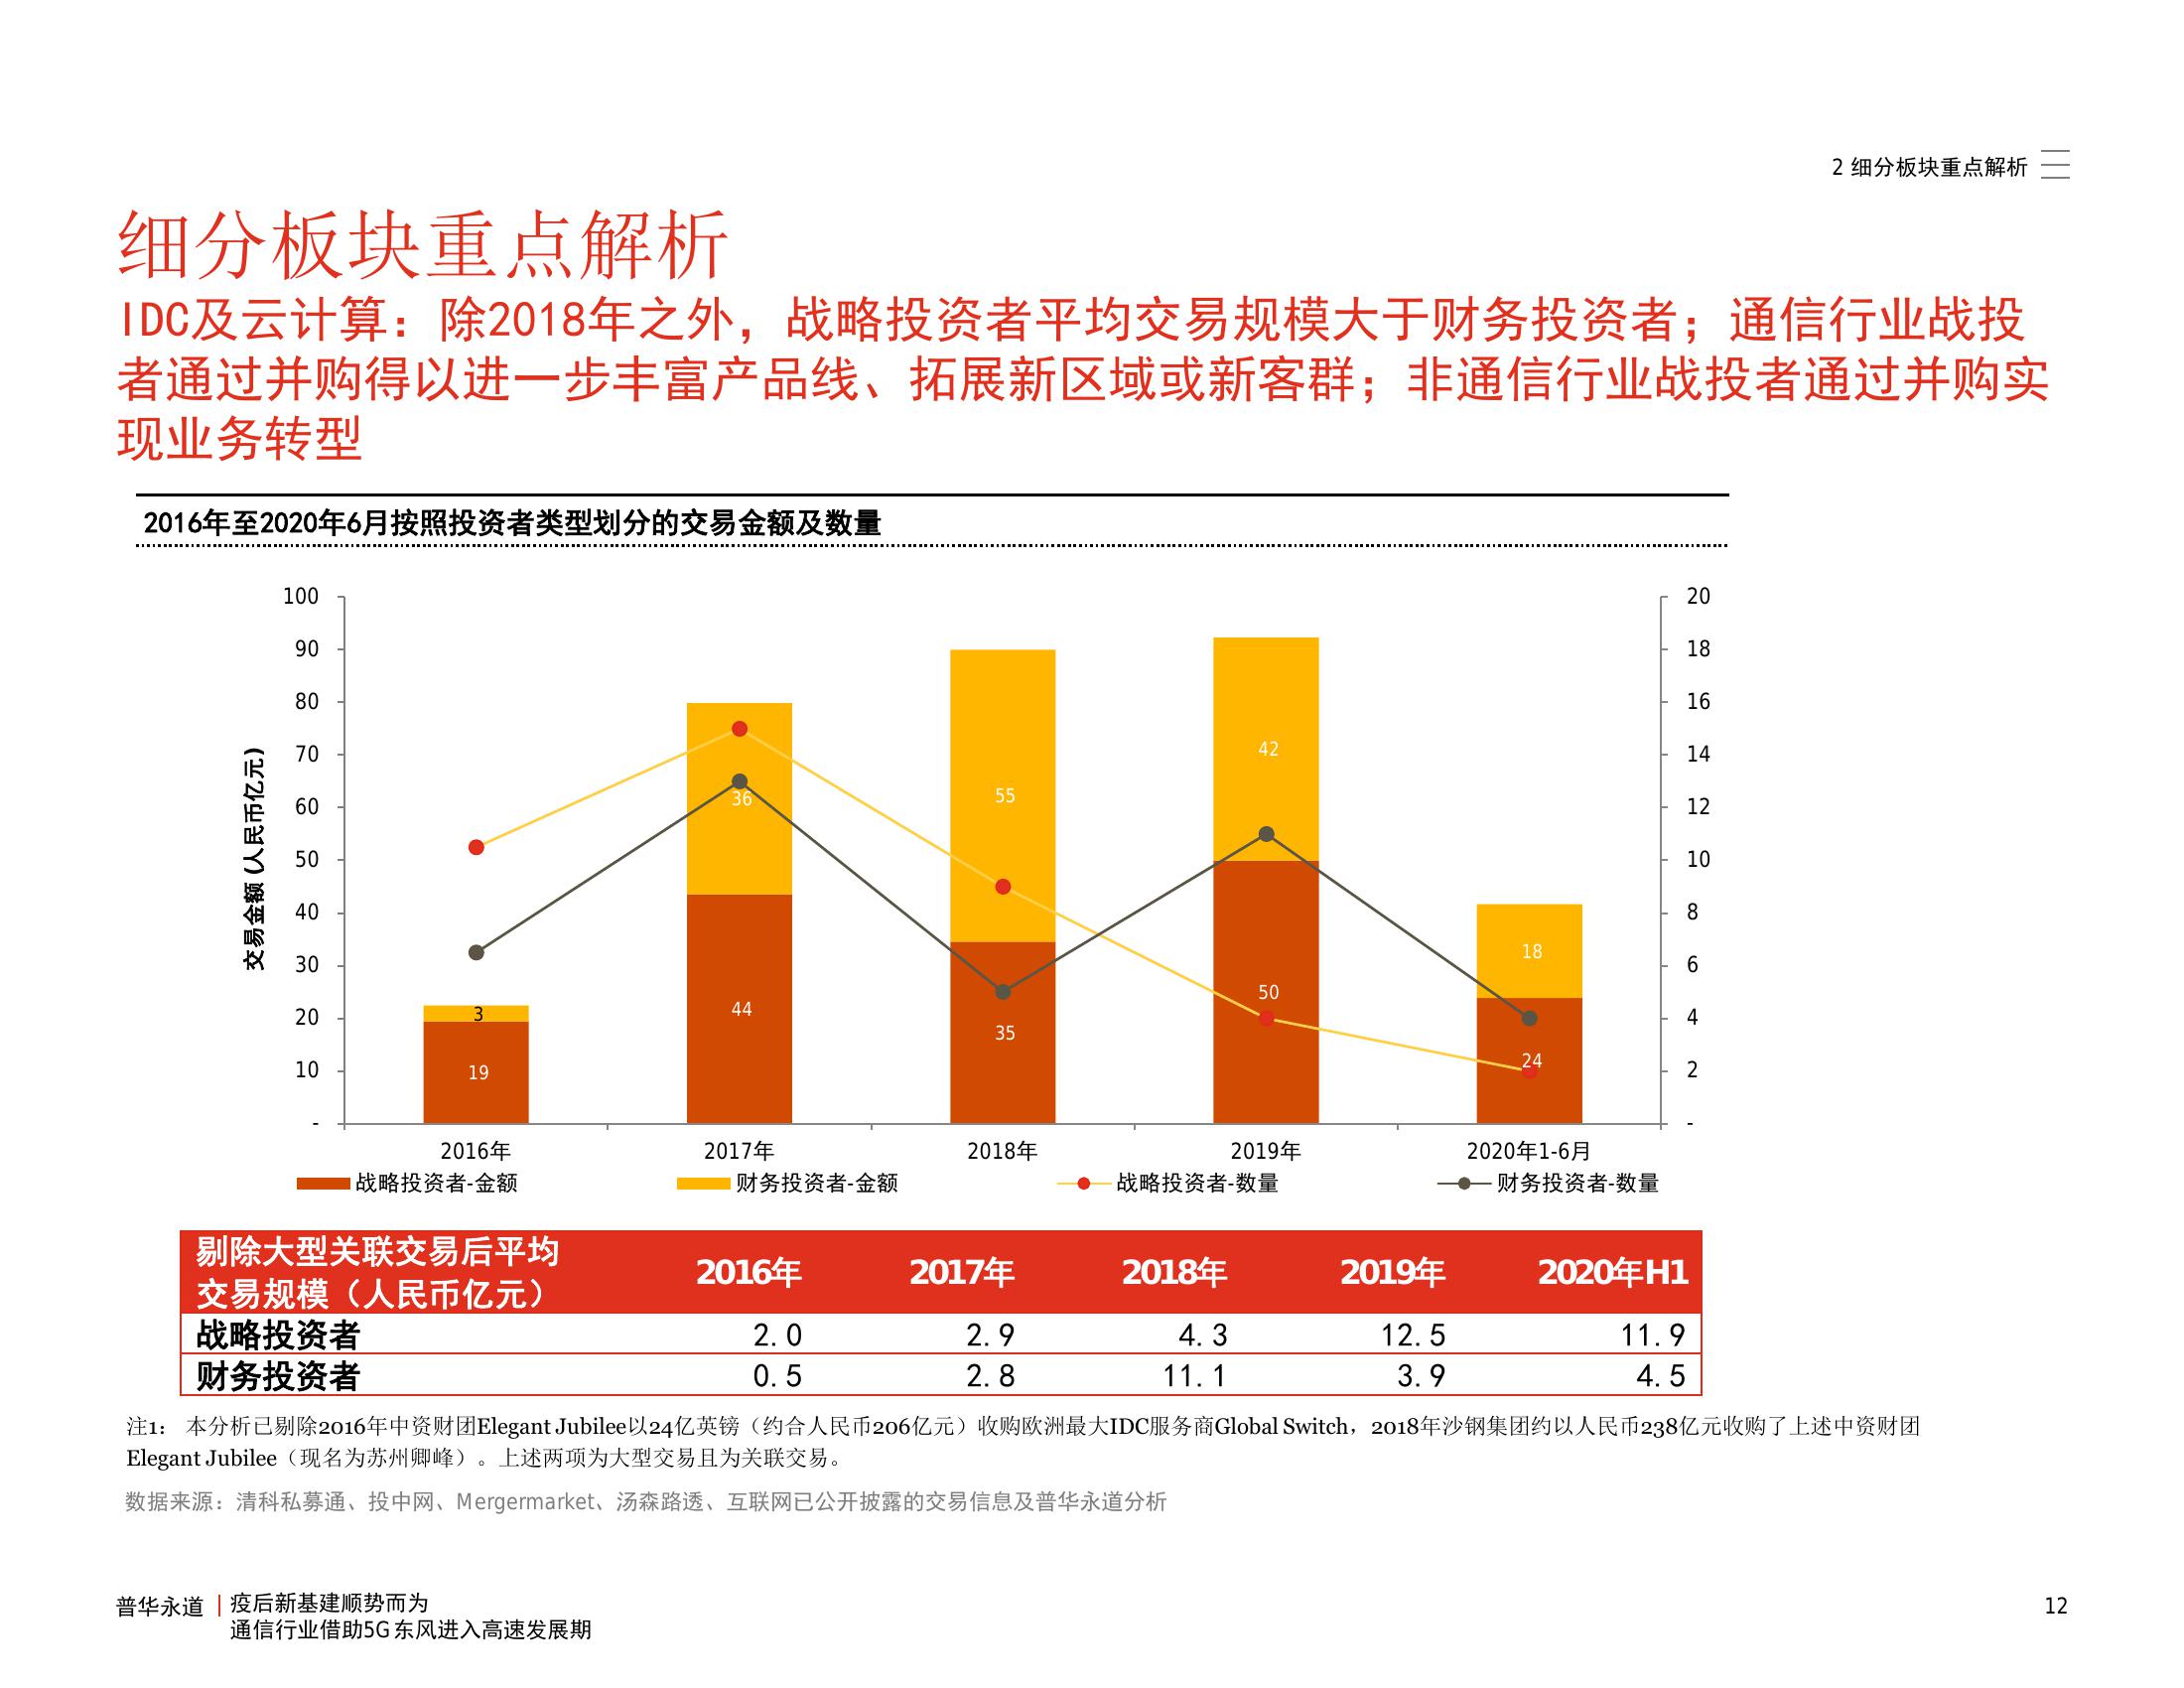 2 细分板块重点解析
细分板块重点解析
IDC及云计算：除2018年之外，战略投资者平均交易规模大于财务投资者；通信行业战投
者通过并购得以进一步丰富产品线、拓展新区域或新客群；非通信行业战投者通过并购实
现业务转型
2016年至2020年6月按照投资者类型划分的交易金额及数量
交易金额（人民币亿元）
100
90
80
70
60
50
40
30
20
10
-
20
18
16
14
12
10
8
6
4
2
-
3
19
36
44
55
35
42
50
18
24
2016年
2017年
2018年
2019年
2020年1-6月
战略投资者-金额
财务投资者-金额
战略投资者-数量
财务投资者-数量
剔除大型关联交易后平均
交易规模（人民币亿元） 2016年 2017年 2018年 2019年 2020年H1
战略投资者 2.0 2.9 4.3 12.5 11.9
财务投资者 0.5 2.8 11.1 3.9 4.5
注1： 本分析已剔除2016年中资财团Elegant Jubilee以24亿英镑（约合人民币206亿元）收购欧洲最大IDC服务商Global Switch，2018年沙钢集团约以人民币238亿元收购了上述中资财团
Elegant Jubilee（现名为苏州卿峰）。上述两项为大型交易且为关联交易。
数据来源：清科私募通、投中网、Mergermarket、汤森路透、互联网已公开披露的交易信息及普华永道分析
普华永道
疫后新基建顺势而为
通信行业借助5G东风进入高速发展期
12